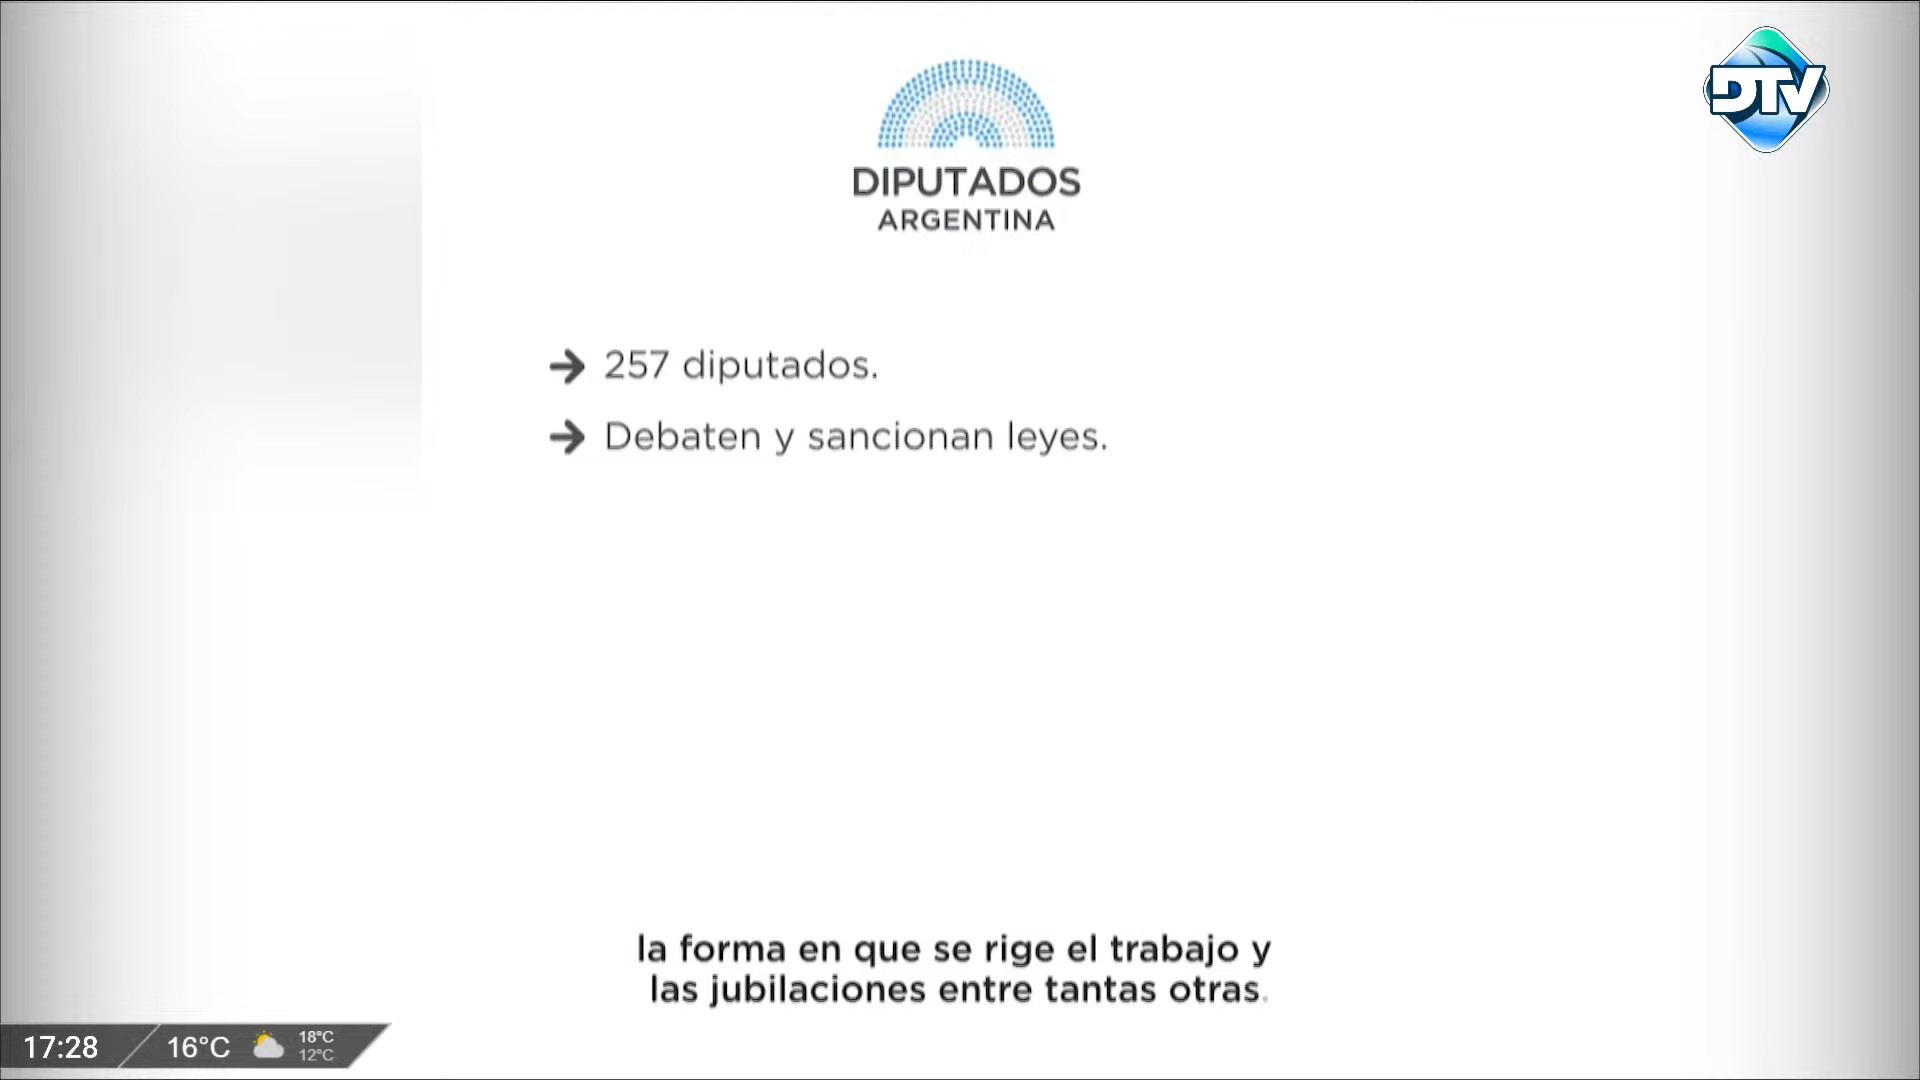 DTV
DIPUTADOS
ARGENTINA
→ 257 diputados.
→ Debaten y sancionan leyes.
la forma en que se rige el trabajo y
las jubilaciones entre tantas otras.
17:28 16°C 18°C
12°C